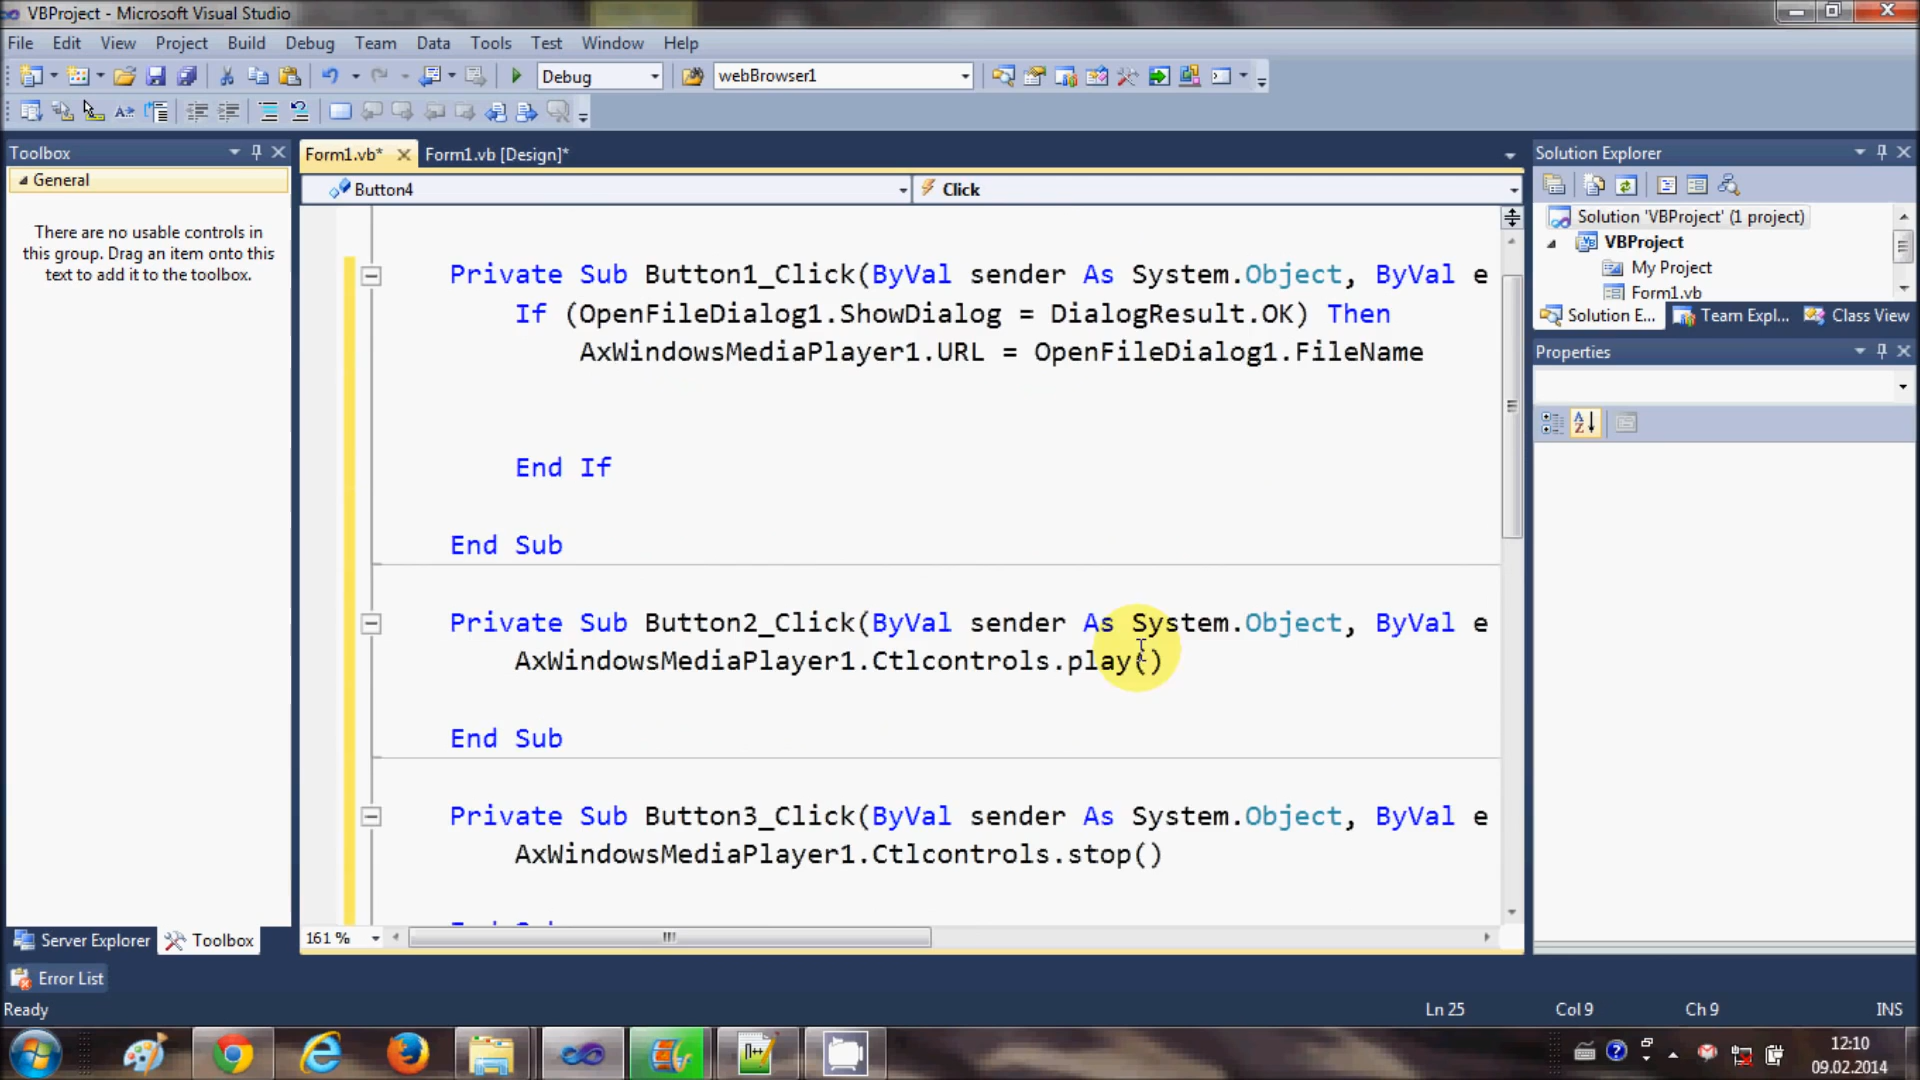 VBProject - Microsoft Visual Studio
File Edit View Project Build Debug Team Data Tools Test Window Help
Debug webBrowser1
Toolbox
General
There are no usable controls in
this group. Drag an item onto this
text to add it to the toolbox.
Server Explorer Toolbox
Form1.vb* Form1.vb [Design]*
Button4 Click
Private Sub Button1_Click(ByVal sender As System.Object, ByVal e
If (OpenFileDialog1.ShowDialog = DialogResult.OK) Then
AxWindowsMediaPlayer1.URL = OpenFileDialog1.FileName
End If
End Sub
Private Sub Button2_Click(ByVal sender As System.Object, ByVal e
AxWindowsMediaPlayer1.Ctlcontrols.play()
End Sub
Private Sub Button3_Click(ByVal sender As System.Object, ByVal e
AxWindowsMediaPlayer1.Ctlcontrols.stop()
161 %
Solution Explorer
Solution 'VBProject' (1 project)
VBProject
My Project
Form1.vb
Solution E... Team Expl... Class View
Properties
Error List
Ready Ln 25 Col 9 Ch 9 INS
12:10
09.02.2014